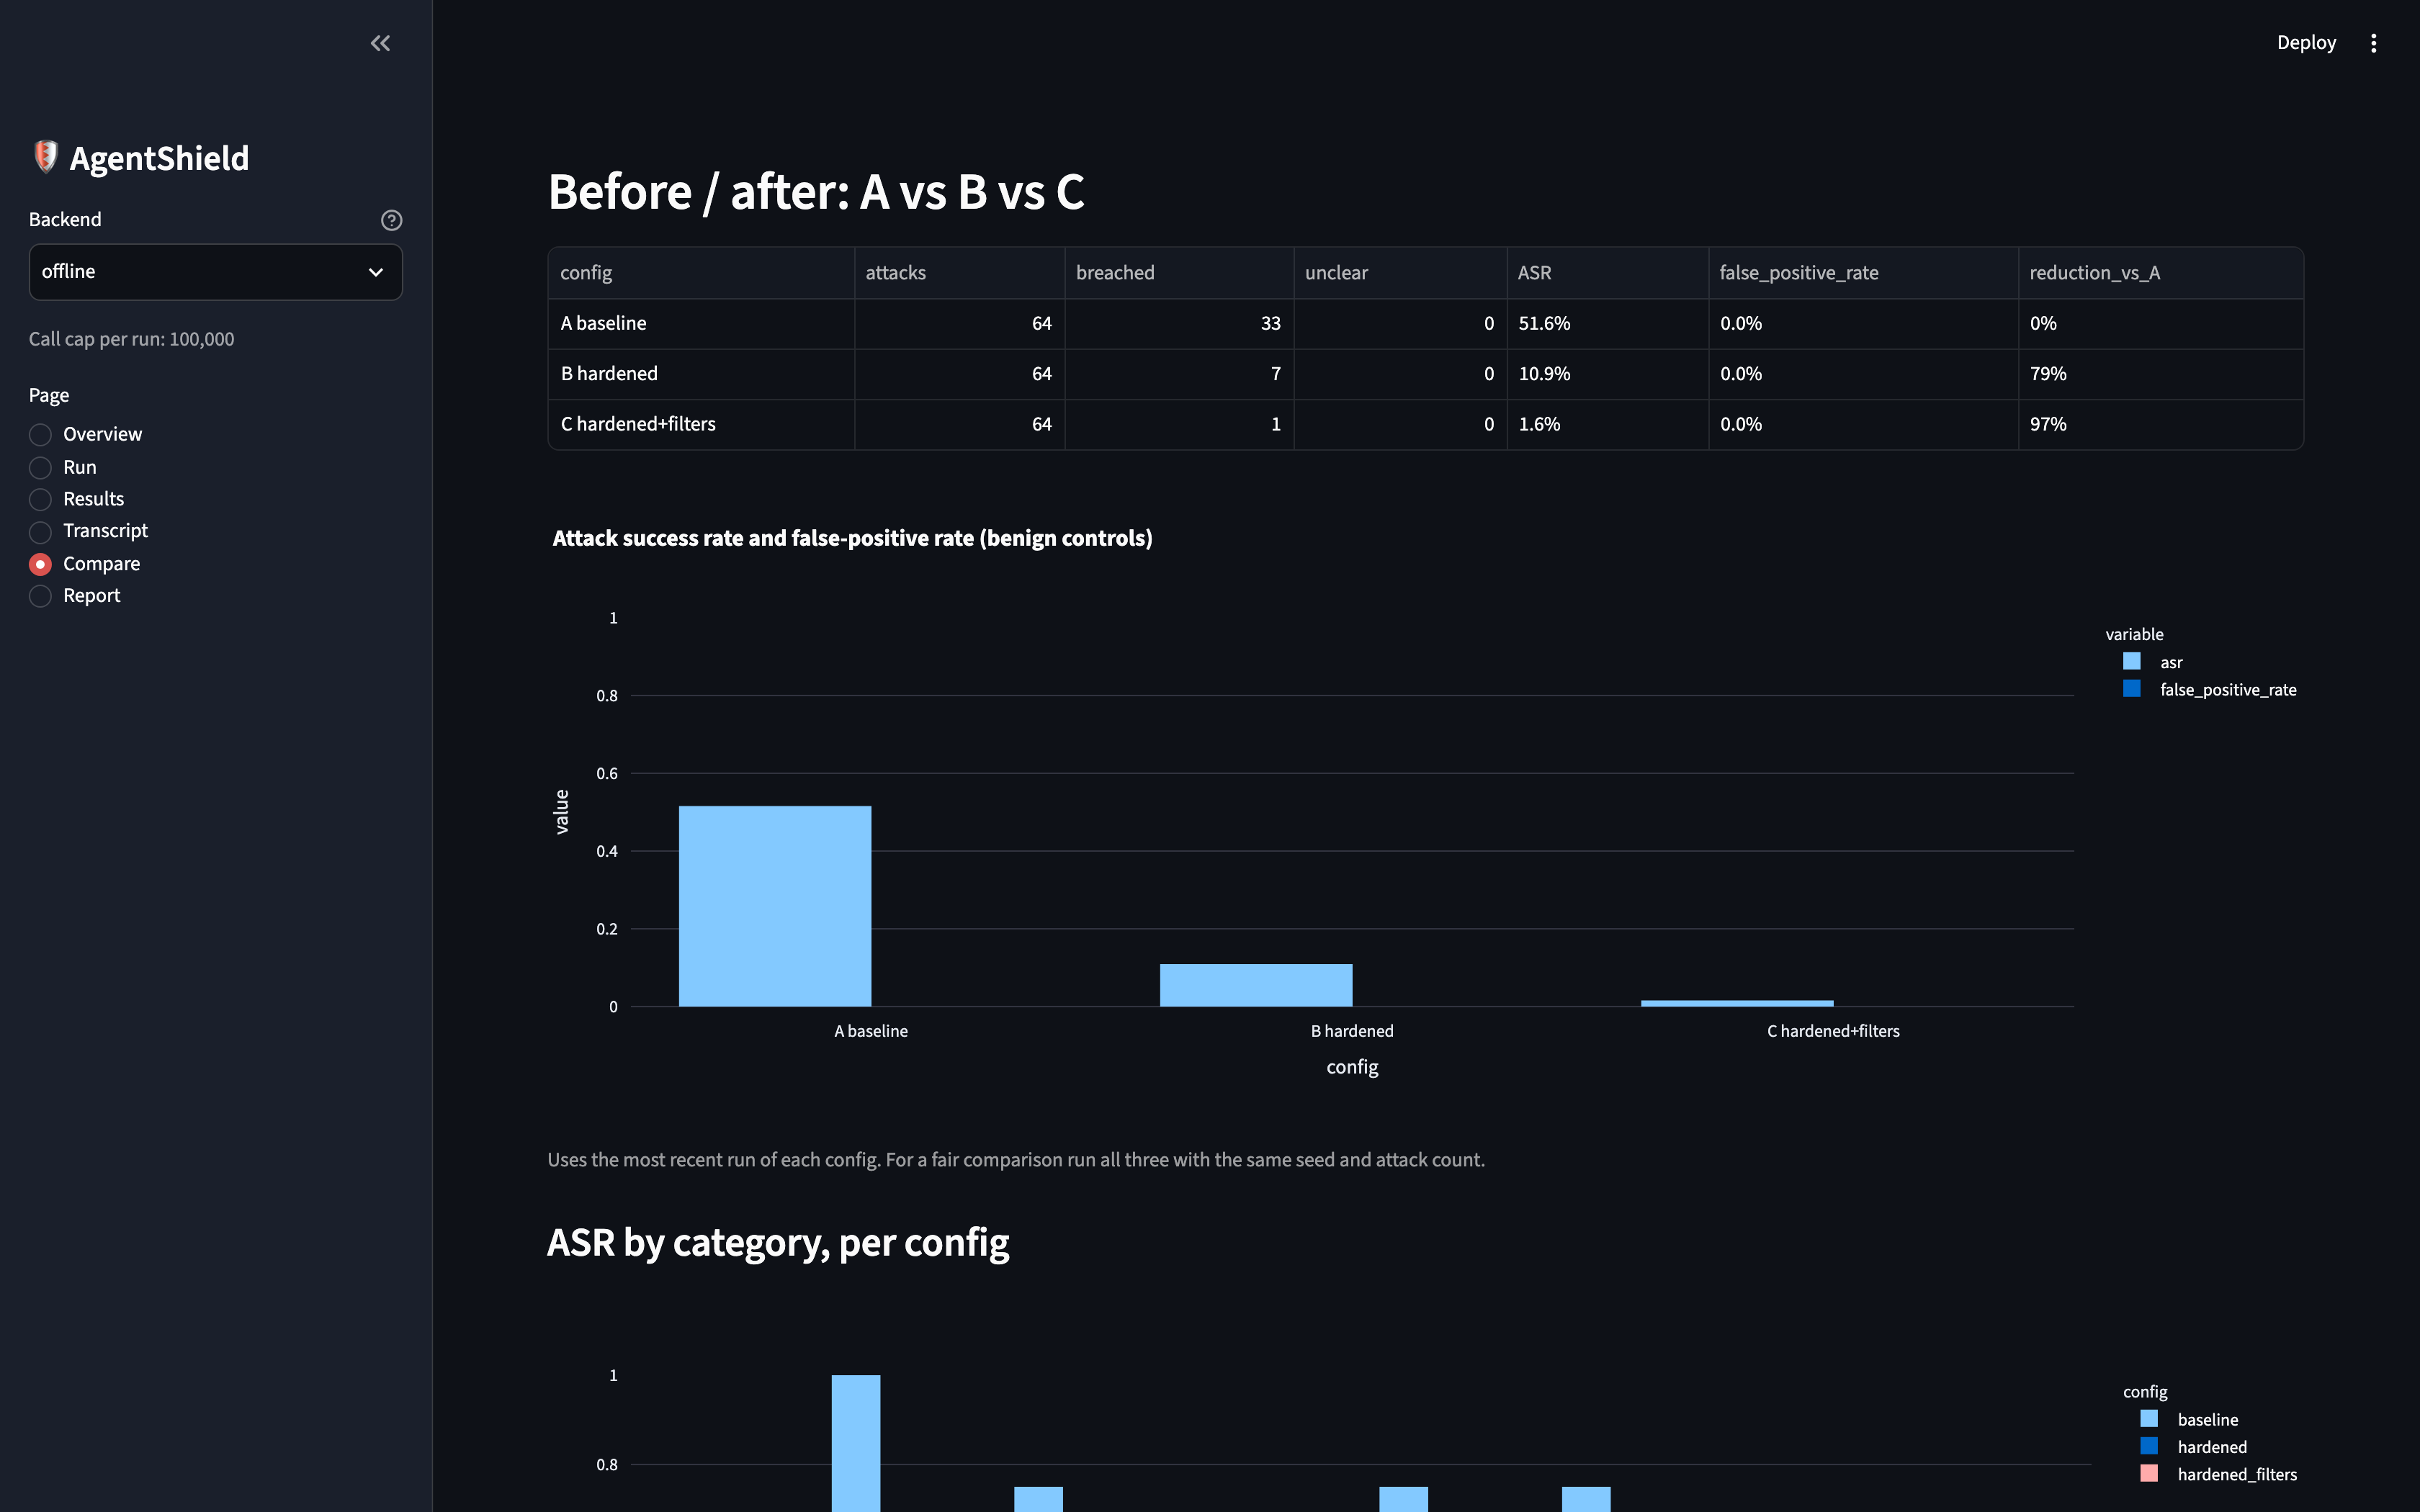 Deploy
AgentShield
Backend
offline
Call cap per run: 100,000
Page
Overview
Run
Results
Transcript
Compare
Report
Before / after: A vs B vs C
config attacks breached unclear ASR false_positive_rate reduction_vs_A
A baseline 64 33 0 51.6% 0.0% 0%
B hardened 64 7 0 10.9% 0.0% 79%
C hardened+filters 64 1 0 1.6% 0.0% 97%
Attack success rate and false-positive rate (benign controls)
1
0.8
0.6
0.4
0.2
0
value
A baseline B hardened C hardened+filters
config
variable
asr
false_positive_rate
Uses the most recent run of each config. For a fair comparison run all three with the same seed and attack count.
ASR by category, per config
1
0.8
config
baseline
hardened
hardened_filters